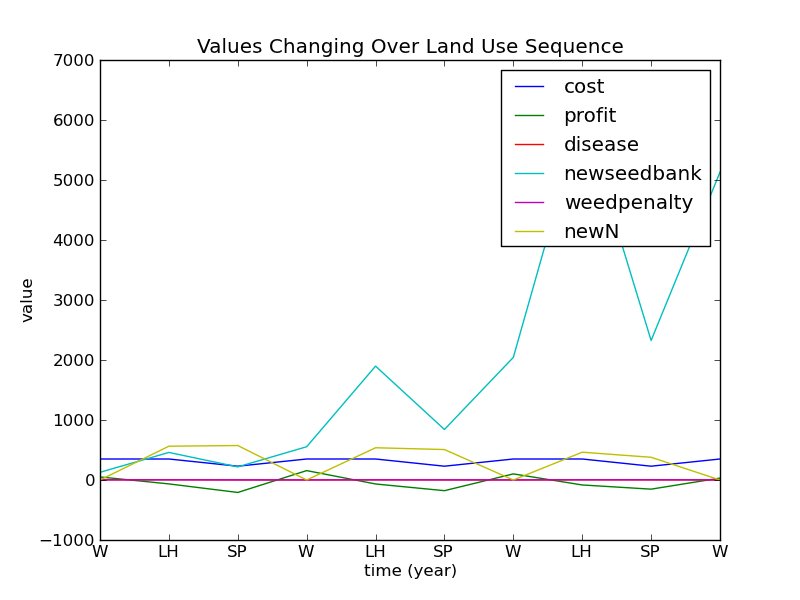 Values Changing Over Land Use Sequence
7000
6000
5000
4000
3000
2000
1000
0
−1000
value
cost
profit
disease
newseedbank
weedpenalty
newN
W LH SP W LH SP W LH SP W
time (year)